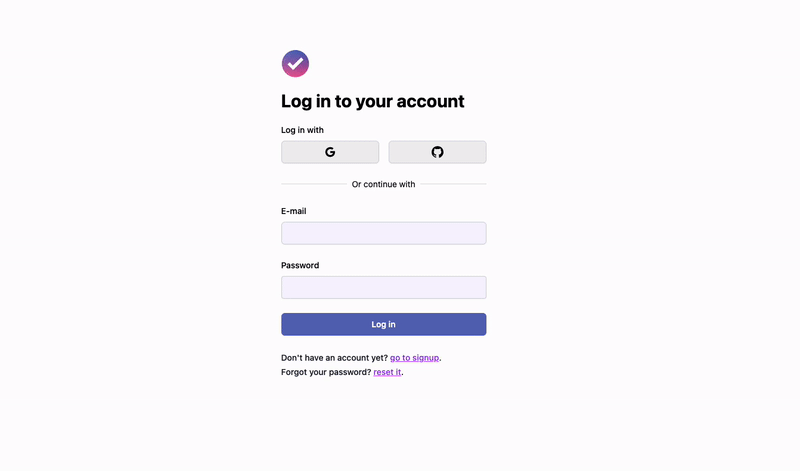 Log in to your account
Log in with
Or continue with
E-mail
Password
Log in
Don't have an account yet? go to signup.
Forgot your password? reset it.